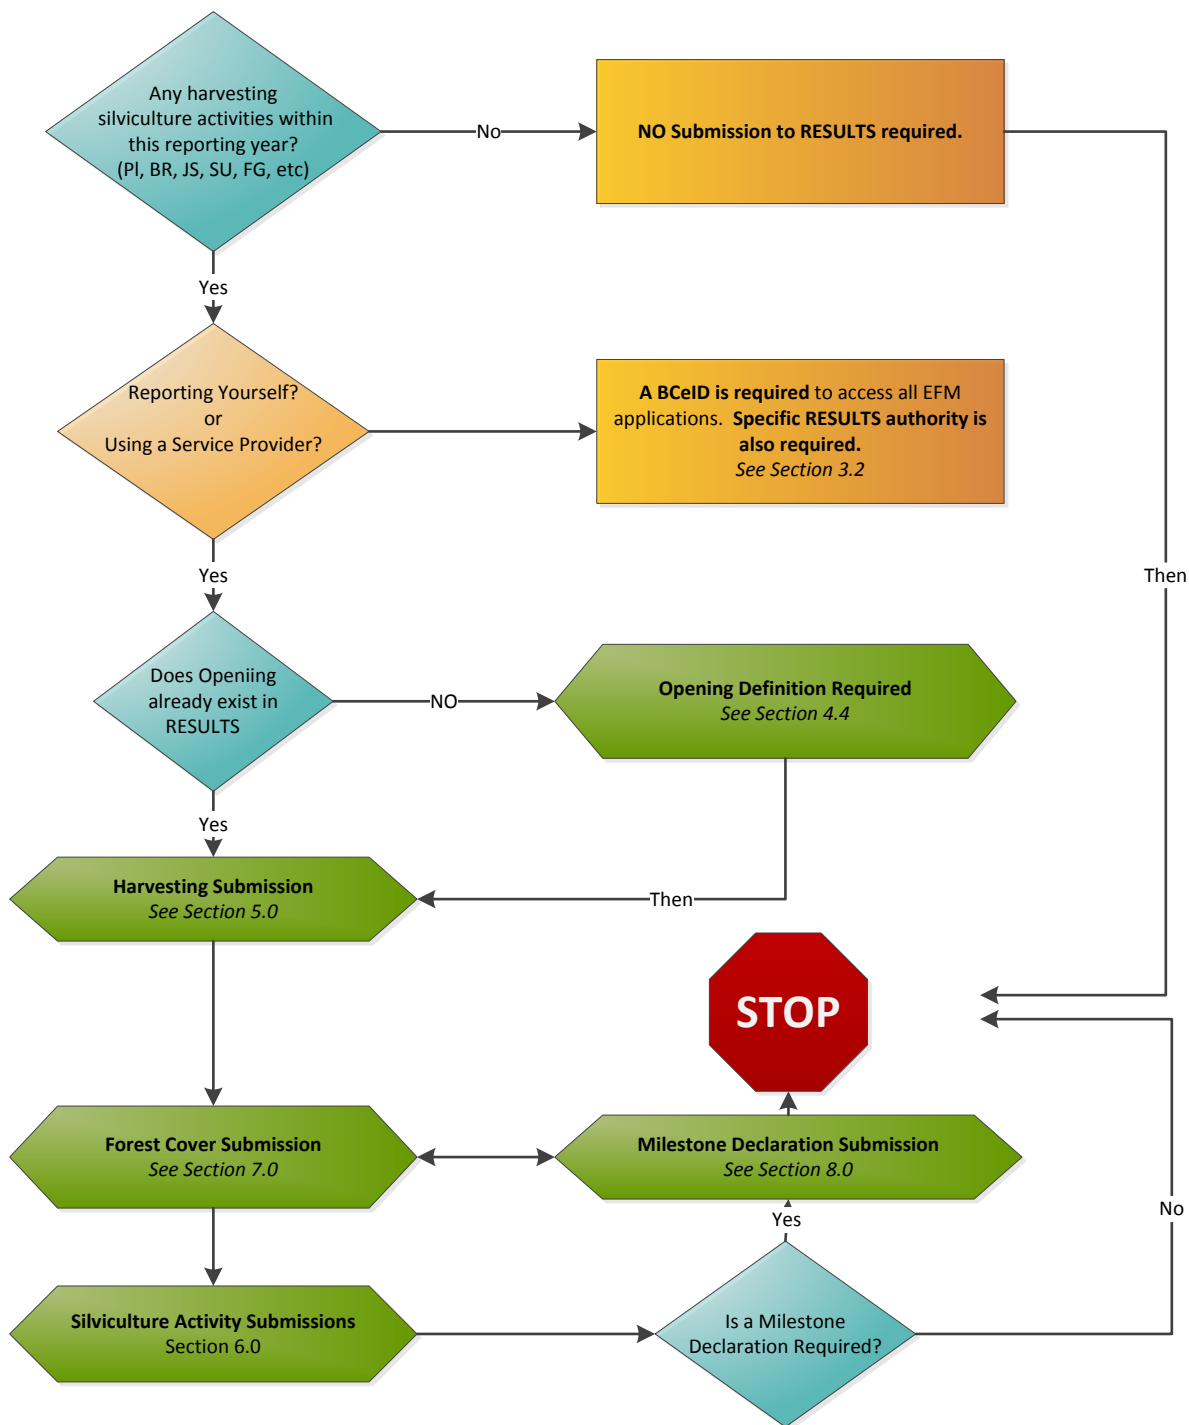 Any harvesting
silviculture activities within
this reporting year?
(Pl, BR, JS, SU, FG, etc)
No
NO Submission to RESULTS required.
Yes
Reporting Yourself?
or
Using a Service Provider?
A BCeID is required to access all EFM
applications.  Specific RESULTS authority is
also required.
See Section 3.2
Then
Yes
Does Openiing
already exist in
RESULTS
NO
Opening Definition Required
See Section 4.4
Yes
Harvesting Submission
See Section 5.0
Then
STOP
Forest Cover Submission
See Section 7.0
Milestone Declaration Submission
See Section 8.0
No
Yes
Silviculture Activity Submissions
Section 6.0
Is a Milestone
Declaration Required?